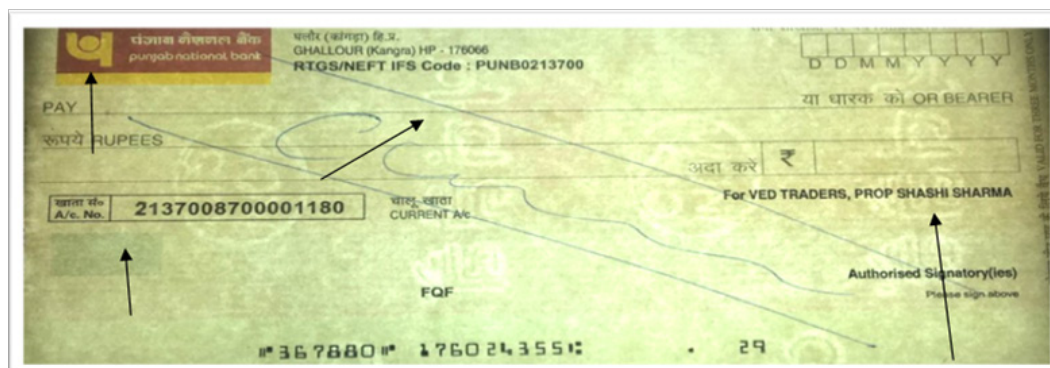 पंजाब नैशनल बैंक
punjab national bank
घलौर (कांगड़ा) हि.प्र.
GHALLOUR (Kangra) HP - 176066
RTGS/NEFT IFS Code : PUNB0213700
D D M M Y Y Y Y
PAY
या धारक को OR BEARER
रूपये RUPEES
अदा करें ₹
खाता सं०
A/c. No. 2137008700001180
चालू खाता
CURRENT A/c
For VED TRADERS, PROP SHASHI SHARMA
Authorised Signatory(ies)
Please sign above
FQF
⑈367880⑈ 176024355⑆ 29